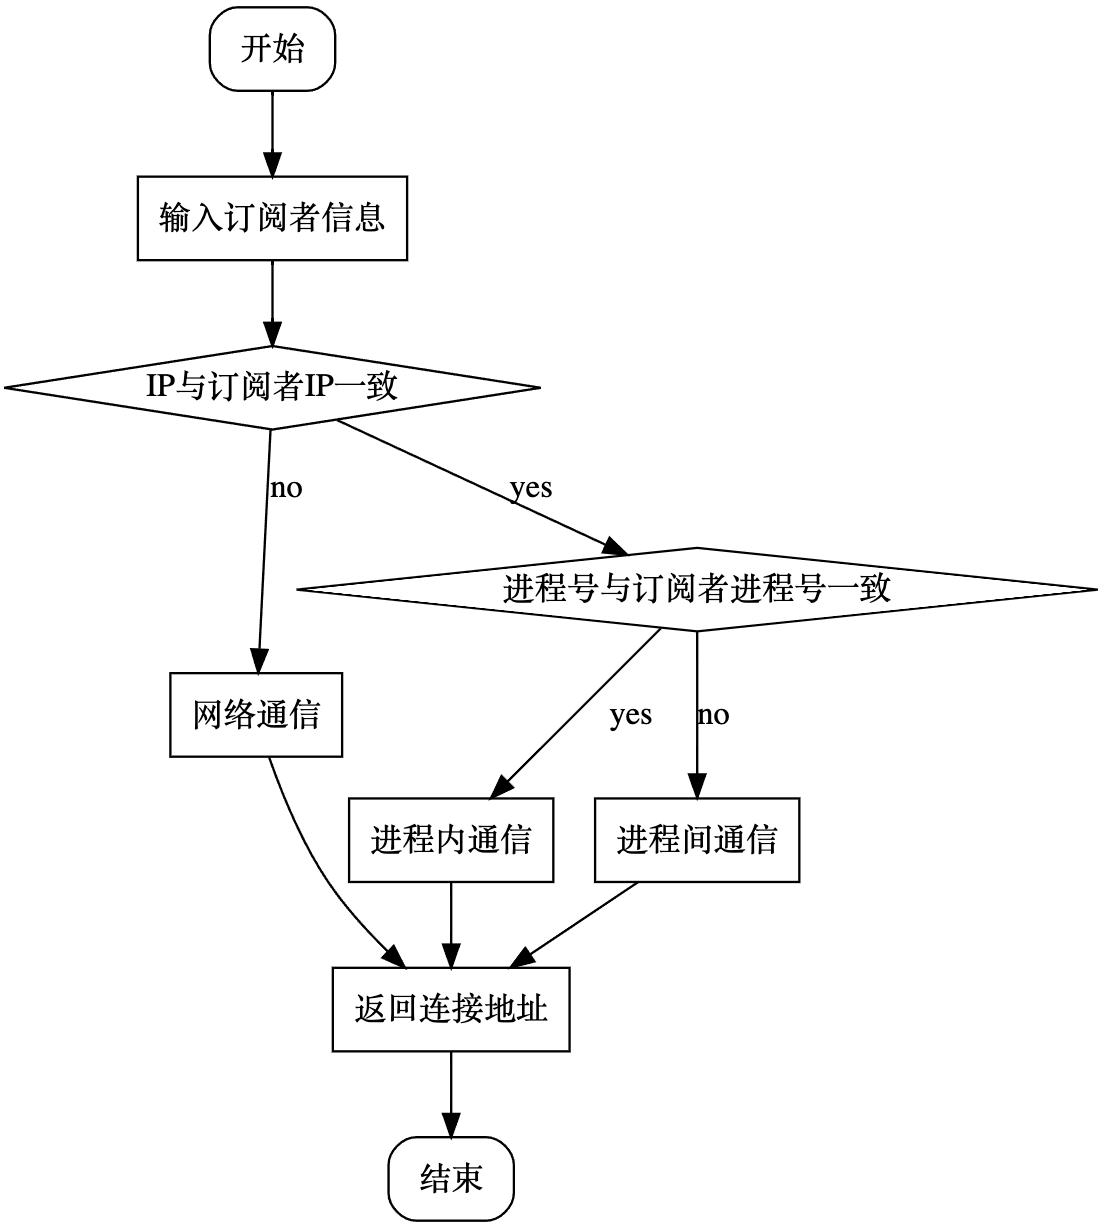 开始
输入订阅者信息
IP与订阅者IP一致
no
yes
进程号与订阅者进程号一致
网络通信
yes
no
进程内通信
进程间通信
返回连接地址
结束